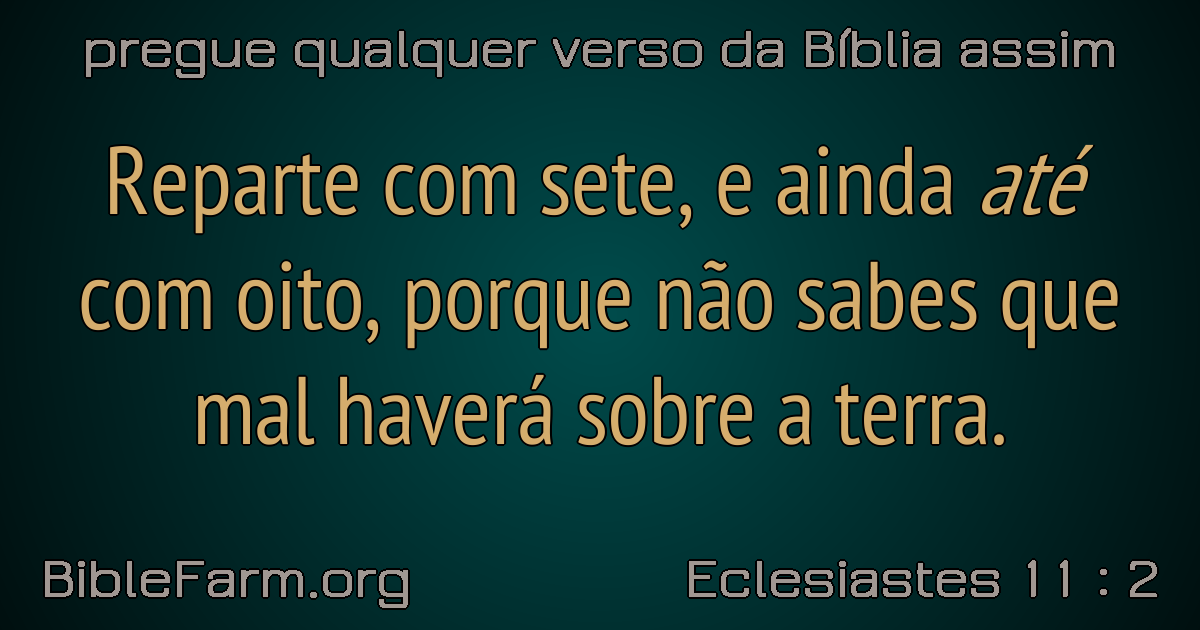 pregue qualquer verso da Bíblia assim
Reparte com sete, e ainda até
com oito, porque não sabes que
mal haverá sobre a terra.
BibleFarm.org
Eclesiastes 11 : 2